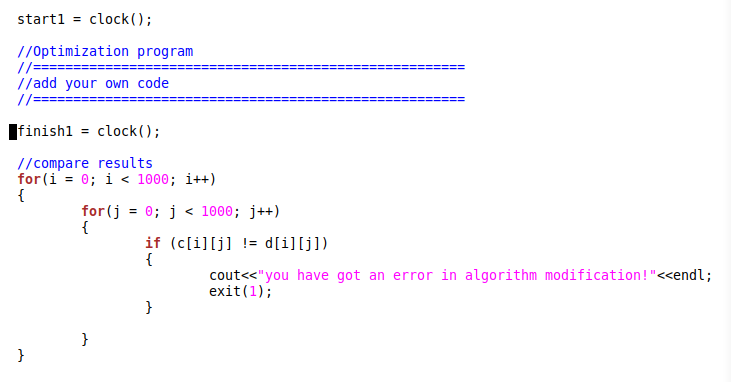 start1 = clock();
//Optimization program
//======================================================
//add your own code
//======================================================
finish1 = clock();
//compare results
for(i = 0; i < 1000; i++)
{
for(j = 0; j < 1000; j++)
{
if (c[i][j] != d[i][j])
{
cout<<"you have got an error in algorithm modification!"<<endl;
exit(1);
}
}
}